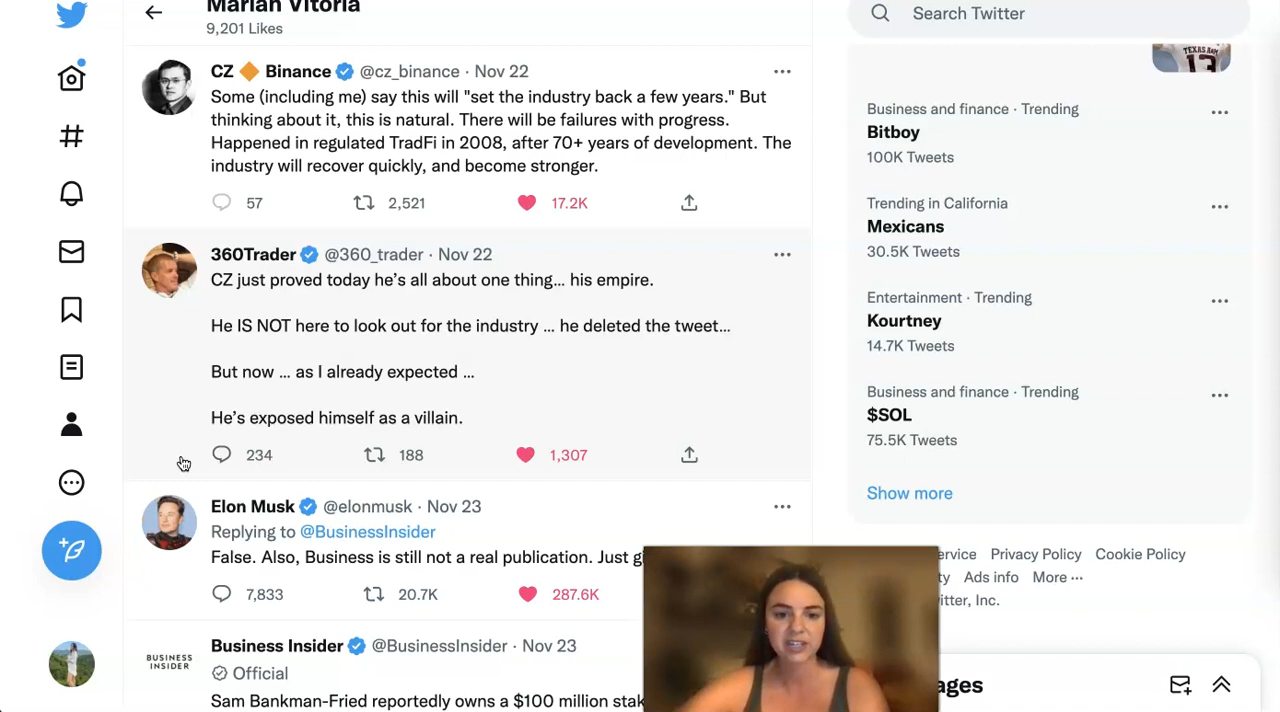 Marian Vitoria
9,201 Likes
CZ 🔶 Binance @cz_binance · Nov 22
Some (including me) say this will "set the industry back a few years." But
thinking about it, this is natural. There will be failures with progress.
Happened in regulated TradFi in 2008, after 70+ years of development. The
industry will recover quickly, and become stronger.
57 2,521 17.2K
360Trader @360_trader · Nov 22
CZ just proved today he's all about one thing... his empire.
He IS NOT here to look out for the industry ... he deleted the tweet...
But now ... as I already expected ...
He's exposed himself as a villain.
234 188 1,307
Elon Musk @elonmusk · Nov 23
Replying to @BusinessInsider
False. Also, Business is still not a real publication. Just
7,833 20.7K 287.6K
BUSINESS
INSIDER
Business Insider @BusinessInsider · Nov 23
Official
Sam Bankman-Fried reportedly owns a $100 million
Search Twitter
TEXAS
13
Business and finance · Trending
Bitboy
100K Tweets
Trending in California
Mexicans
30.5K Tweets
Entertainment · Trending
Kourtney
14.7K Tweets
Business and finance · Trending
$SOL
75.5K Tweets
Show more
Privacy Policy Cookie Policy
Ads info More ···
Inc.